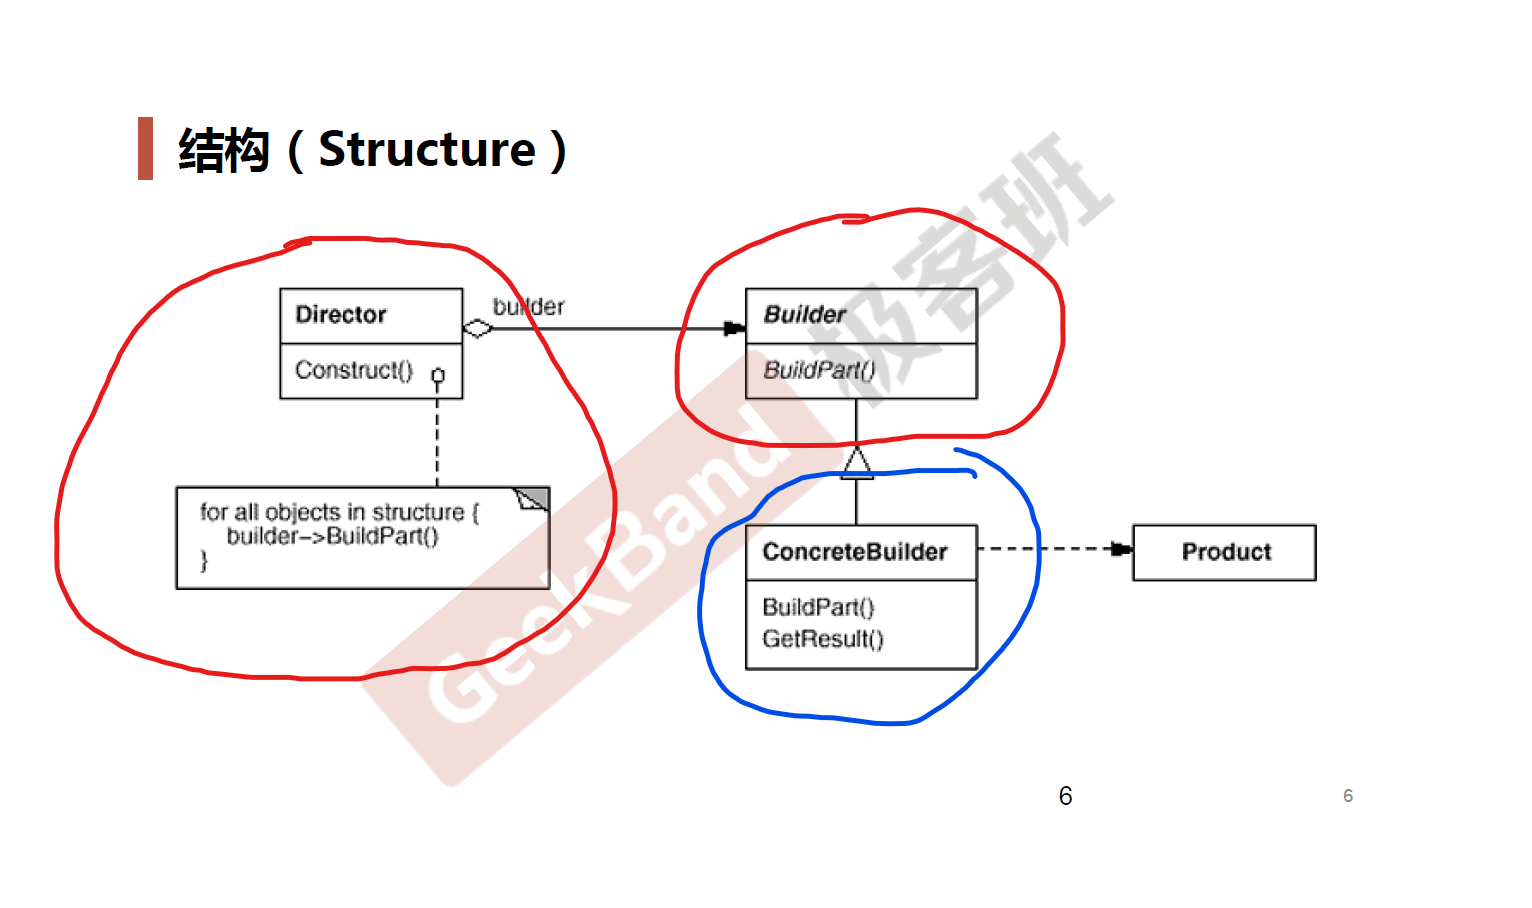 结构（Structure）
Director
Construct()
builder
Builder
BuildPart()
for all objects in structure {
builder->BuildPart()
}
ConcreteBuilder
BuildPart()
GetResult()
Product
GeekBand
极客班
6
6